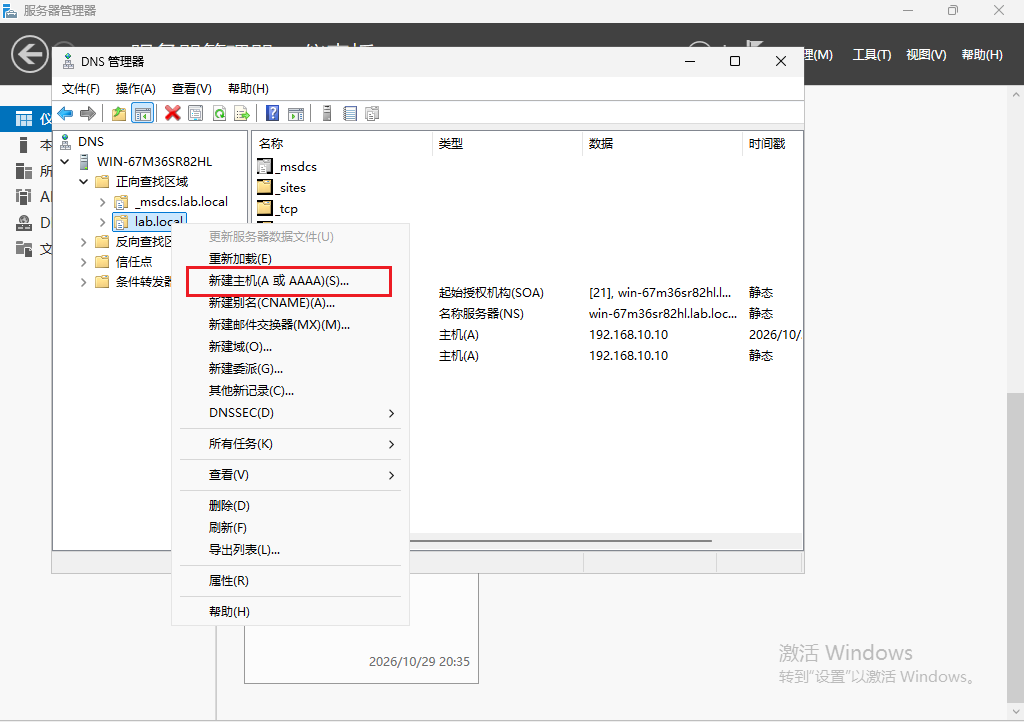 服务器管理器
理(M) 工具(T) 视图(V) 帮助(H)
DNS 管理器
文件(F) 操作(A) 查看(V) 帮助(H)
仪
本
所
A
D
文
DNS
WIN-67M36SR82HL
正向查找区域
_msdcs.lab.local
lab.local
反向查找区
信任点
条件转发器
名称 类型 数据 时间戳
_msdcs
_sites
_tcp
起始授权机构(SOA) [21], win-67m36sr82hl.l... 静态
名称服务器(NS) win-67m36sr82hl.lab.loc... 静态
主机(A) 192.168.10.10 2026/10/
主机(A) 192.168.10.10 静态
更新服务器数据文件(U)
重新加载(E)
新建主机(A 或 AAAA)(S)...
新建别名(CNAME)(A)...
新建邮件交换器(MX)(M)...
新建域(O)...
新建委派(G)...
其他新记录(C)...
DNSSEC(D)
所有任务(K)
查看(V)
删除(D)
刷新(F)
导出列表(L)...
属性(R)
帮助(H)
2026/10/29 20:35
激活 Windows
转到"设置"以激活 Windows。